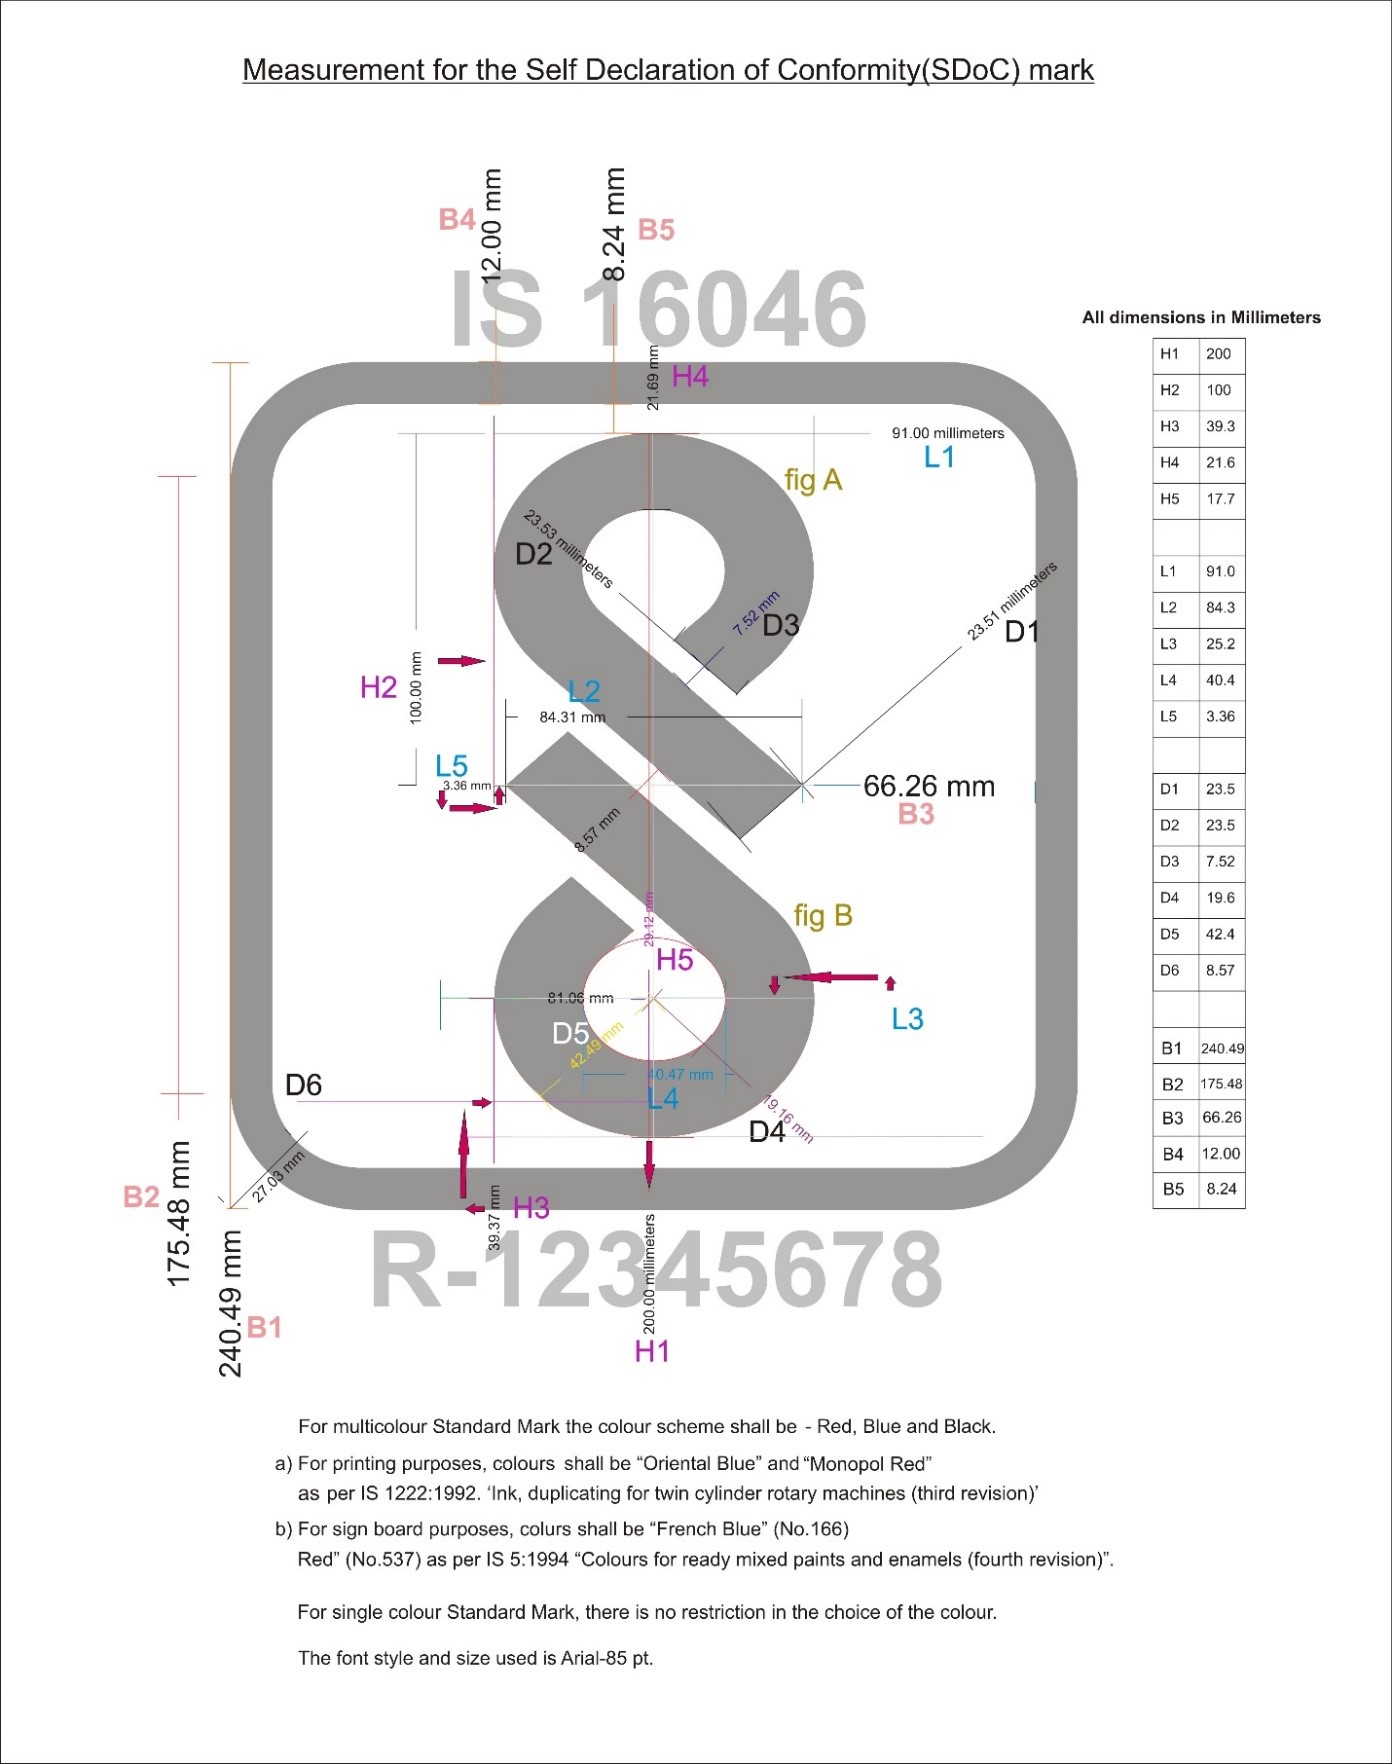 Measurement for the Self Declaration of Conformity(SDoC) mark
B4
12.00 mm
8.24 mm
B5
IS 16046
21.69 mm
H4
91.00 millimeters
L1
fig A
23.53 millimeters
D2
7.52 mm
D3
23.51 millimeters
D1
H2
100.00 mm
L2
84.31 mm
L5
3.36 mm
66.26 mm
B3
8.57 mm
29.12 mm
fig B
H5
81.06 mm
L3
D5
42.49 mm
40.47 mm
L4
19.16 mm
D4
D6
27.03 mm
B2
175.48 mm
39.37 mm
H3
R-12345678
240.49 mm
B1
200.00 millimeters
H1
All dimensions in Millimeters
H1 200
H2 100
H3 39.3
H4 21.6
H5 17.7
L1 91.0
L2 84.3
L3 25.2
L4 40.4
L5 3.36
D1 23.5
D2 23.5
D3 7.52
D4 19.6
D5 42.4
D6 8.57
B1 240.49
B2 175.48
B3 66.26
B4 12.00
B5 8.24
For multicolour Standard Mark the colour scheme shall be - Red, Blue and Black.
a) For printing purposes, colours shall be “Oriental Blue” and “Monopol Red”
as per IS 1222:1992. ‘Ink, duplicating for twin cylinder rotary machines (third revision)’
b) For sign board purposes, colurs shall be “French Blue” (No.166)
Red” (No.537) as per IS 5:1994 “Colours for ready mixed paints and enamels (fourth revision)”.
For single colour Standard Mark, there is no restriction in the choice of the colour.
The font style and size used is Arial-85 pt.